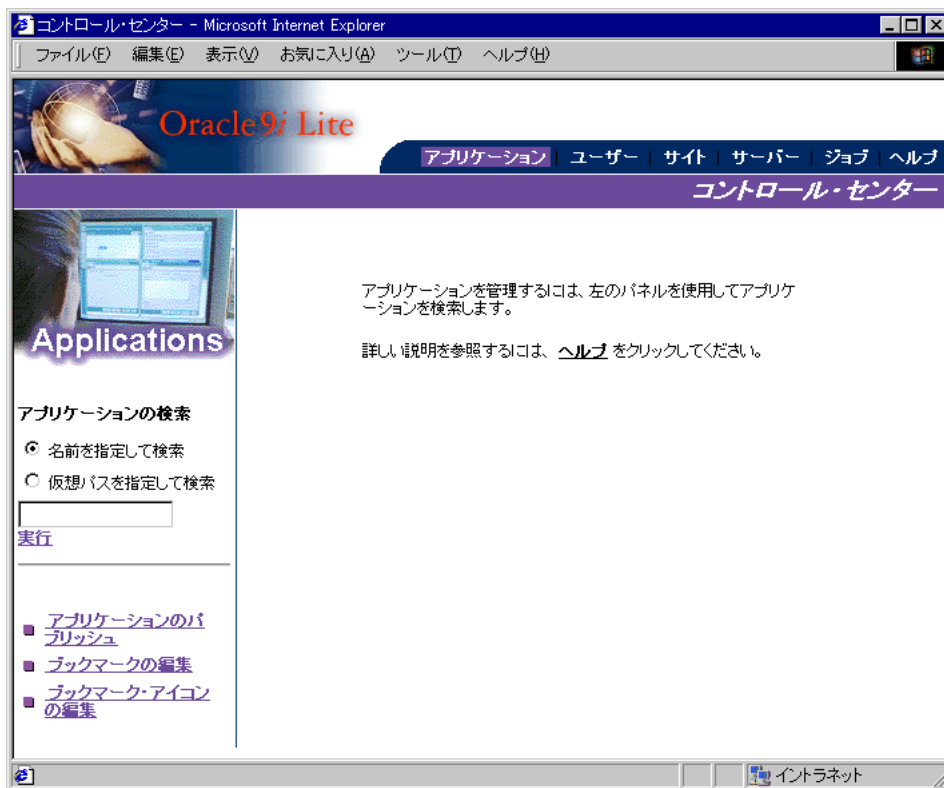 コントロール・センター - Microsoft Internet Explorer
ファイル(F) 編集(E) 表示(V) お気に入り(A) ツール(T) ヘルプ(H)
Oracle9i Lite
アプリケーション ユーザー サイト サーバー ジョブ ヘルプ
コントロール・センター
Applications
アプリケーションを管理するには、左のパネルを使用してアプリケ
ーションを検索します。
詳しい説明を参照するには、 ヘルプ をクリックしてください。
アプリケーションの検索
名前を指定して検索
仮想パスを指定して検索
実行
アプリケーションのパ
ブリッシュ
ブックマークの編集
ブックマーク・アイコン
の編集
イントラネット